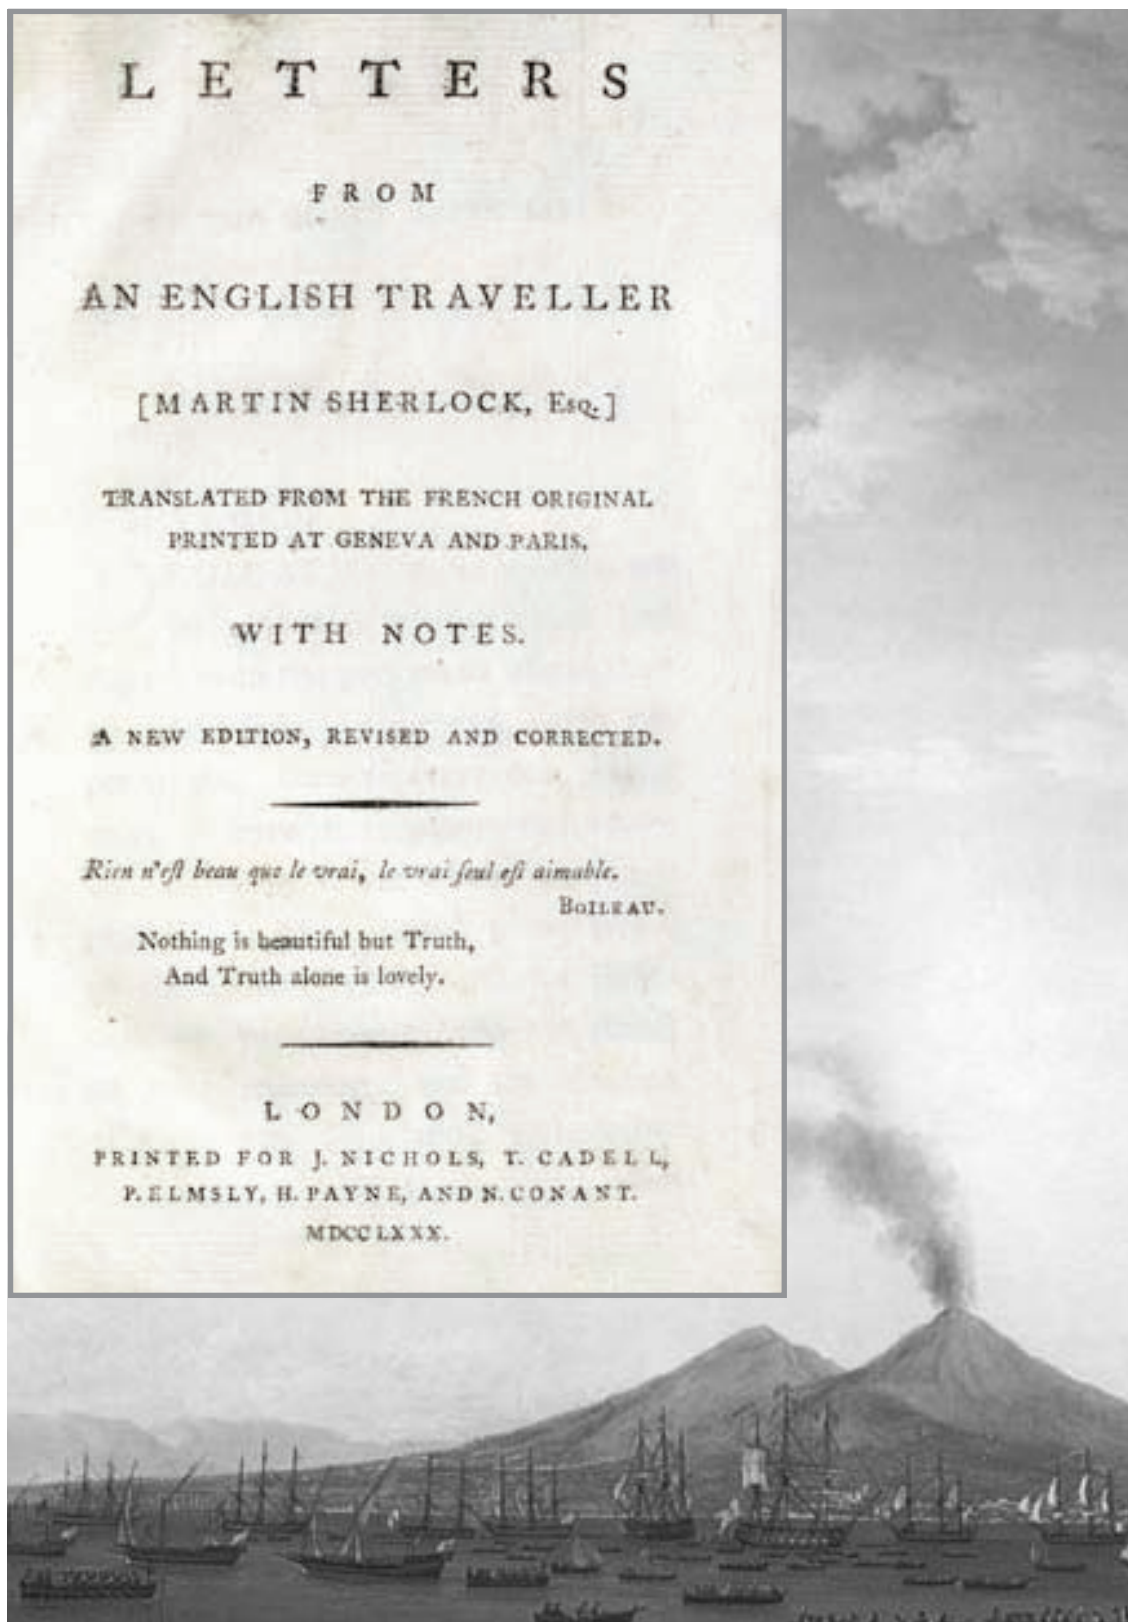 LETTERS
FROM
AN ENGLISH TRAVELLER
[MARTIN SHERLOCK, Esq.]
TRANSLATED FROM THE FRENCH ORIGINAL
PRINTED AT GENEVA AND PARIS.
WITH NOTES.
A NEW EDITION, REVISED AND CORRECTED.
Rien n'eſt beau que le vrai, le vrai ſeul eſt aimable.
BOILEAU.
Nothing is beautiful but Truth,
And Truth alone is lovely.
LONDON,
PRINTED FOR J. NICHOLS, T. CADELL,
P. ELMSLY, H. PAYNE, AND N. CONANT.
MDCCLXXX.